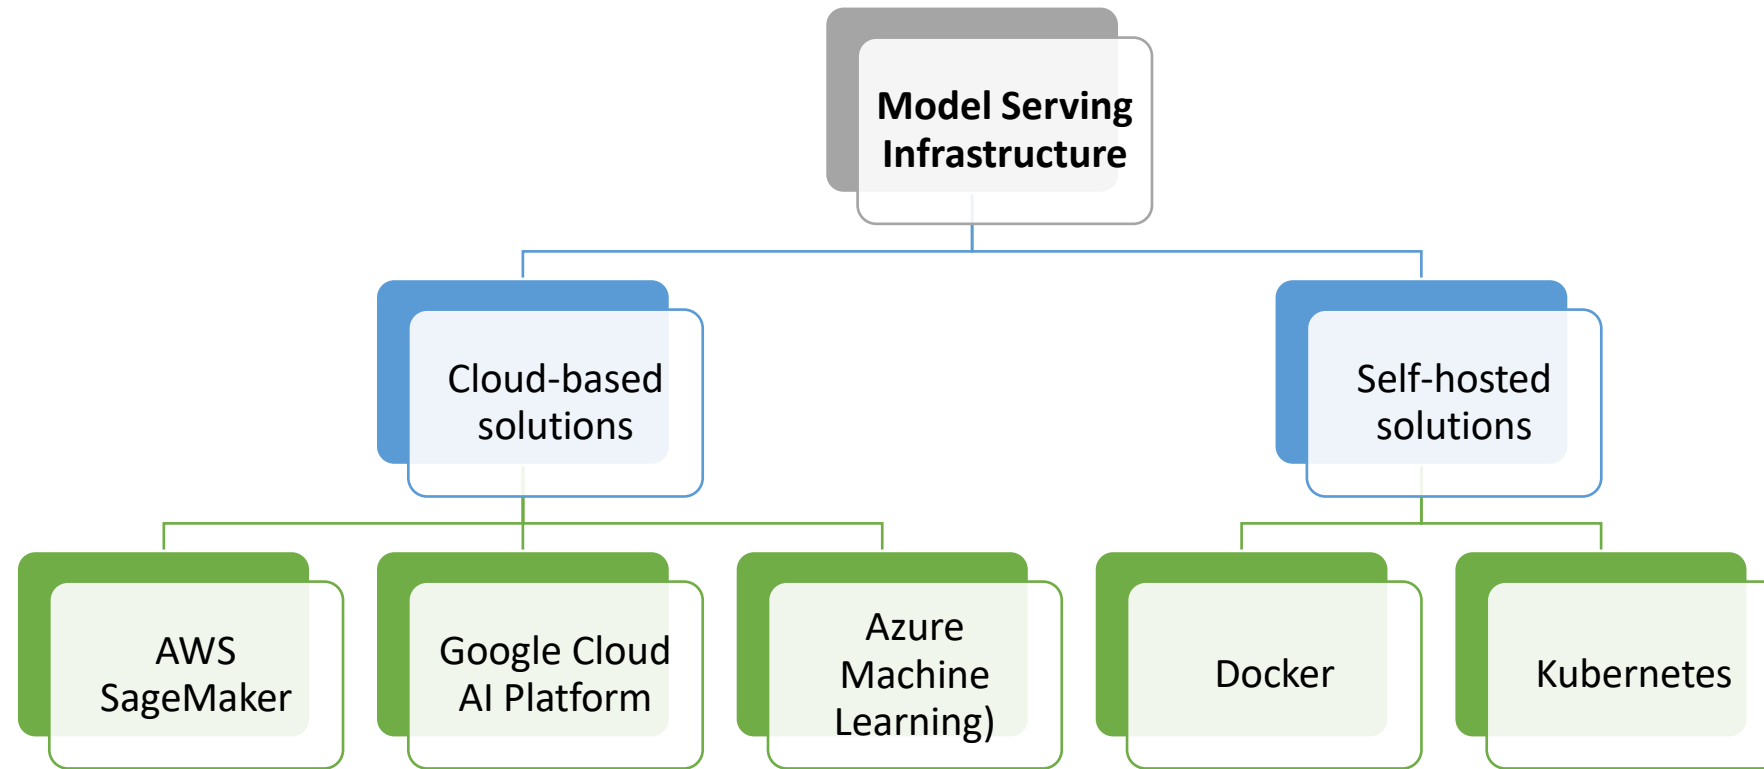 Model Serving
Infrastructure
Cloud-based
solutions
Self-hosted
solutions
AWS
SageMaker
Google Cloud
AI Platform
Azure
Machine
Learning)
Docker
Kubernetes